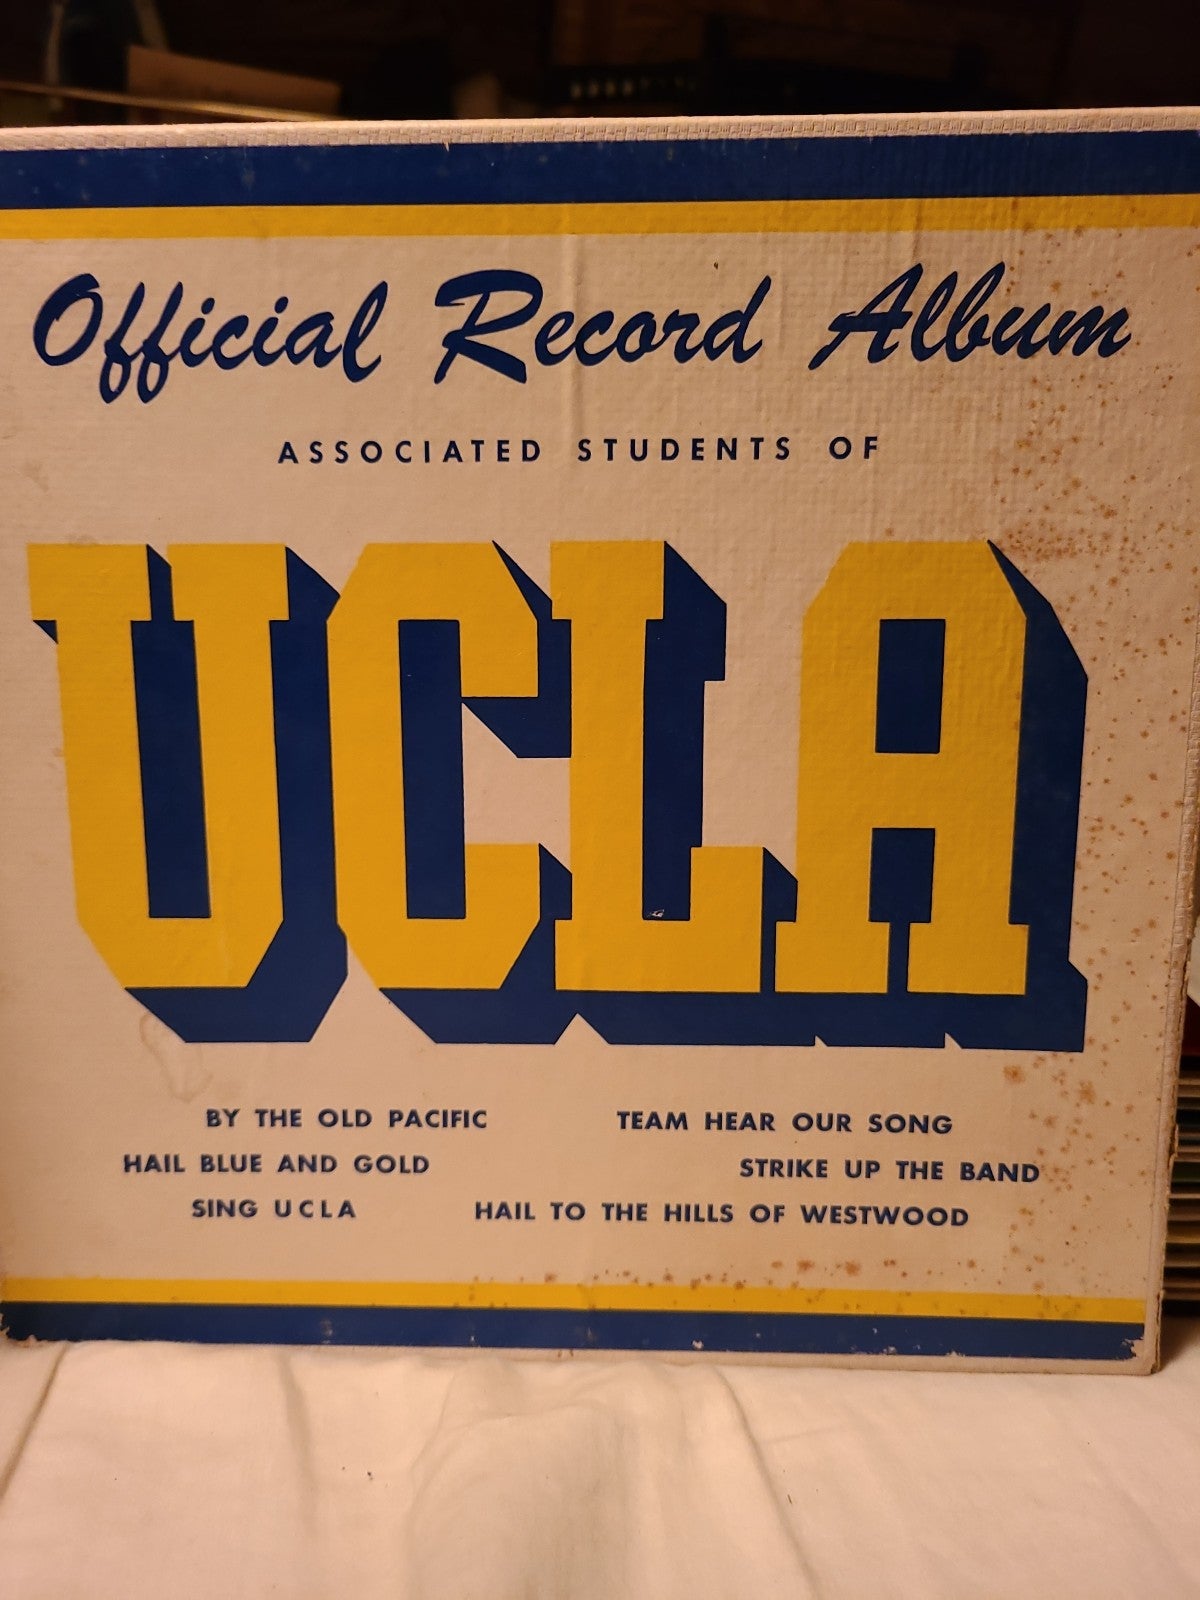 Official Record Album
ASSOCIATED STUDENTS OF
UCLA
BY THE OLD PACIFIC
TEAM HEAR OUR SONG
HAIL BLUE AND GOLD
STRIKE UP THE BAND
SING UCLA
HAIL TO THE HILLS OF WESTWOOD